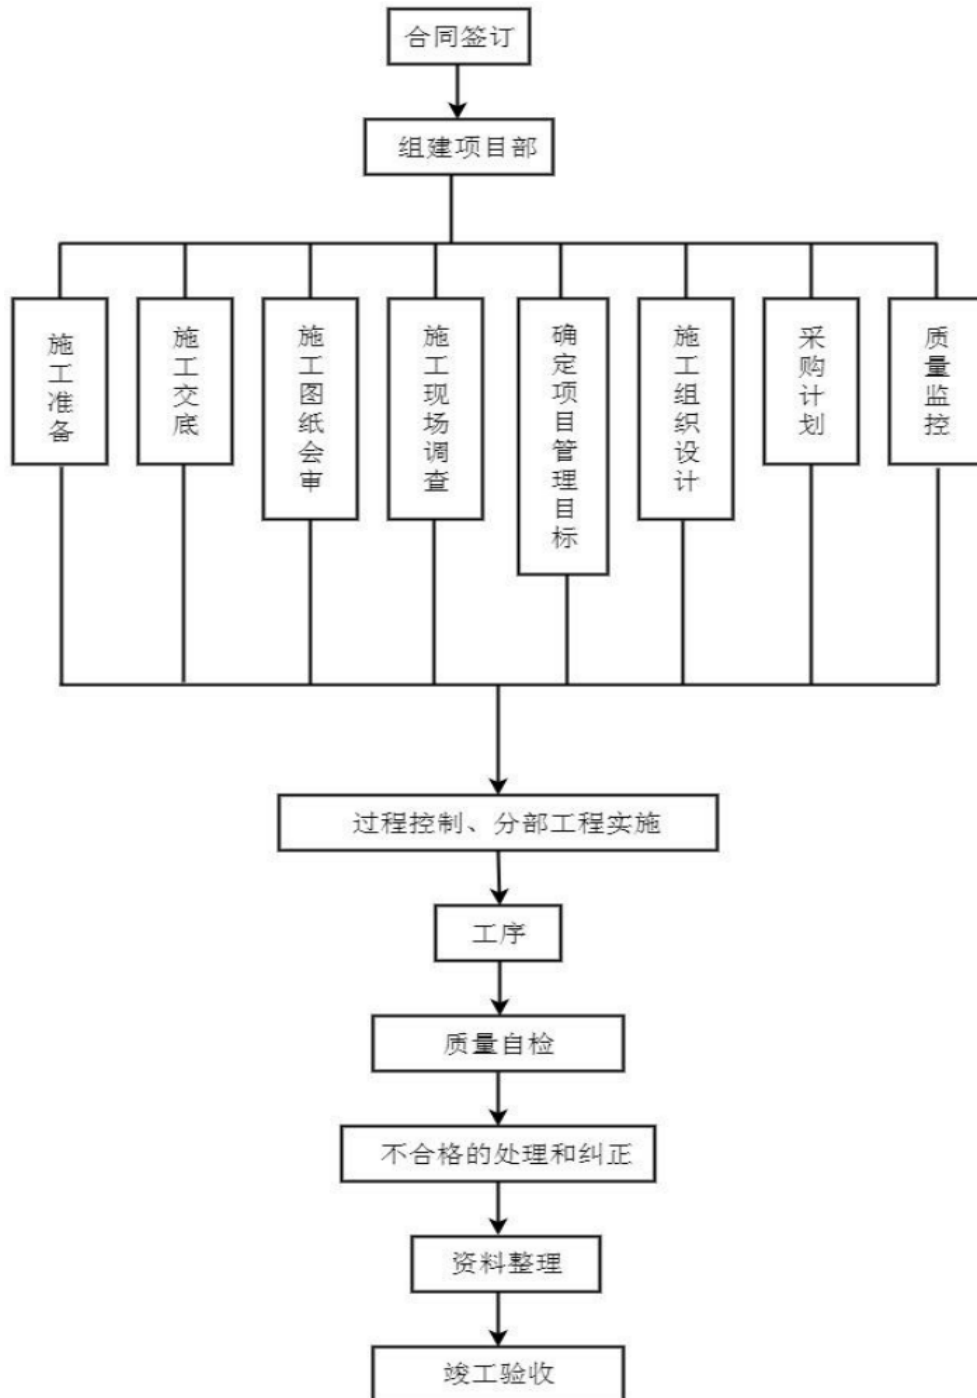 合同签订
组建项目部
施工准备
施工交底
施工图纸会审
施工现场调查
确定项目管理目标
施工组织设计
采购计划
质量监控
过程控制、分部工程实施
工序
质量自检
不合格的处理和纠正
资料整理
竣工验收